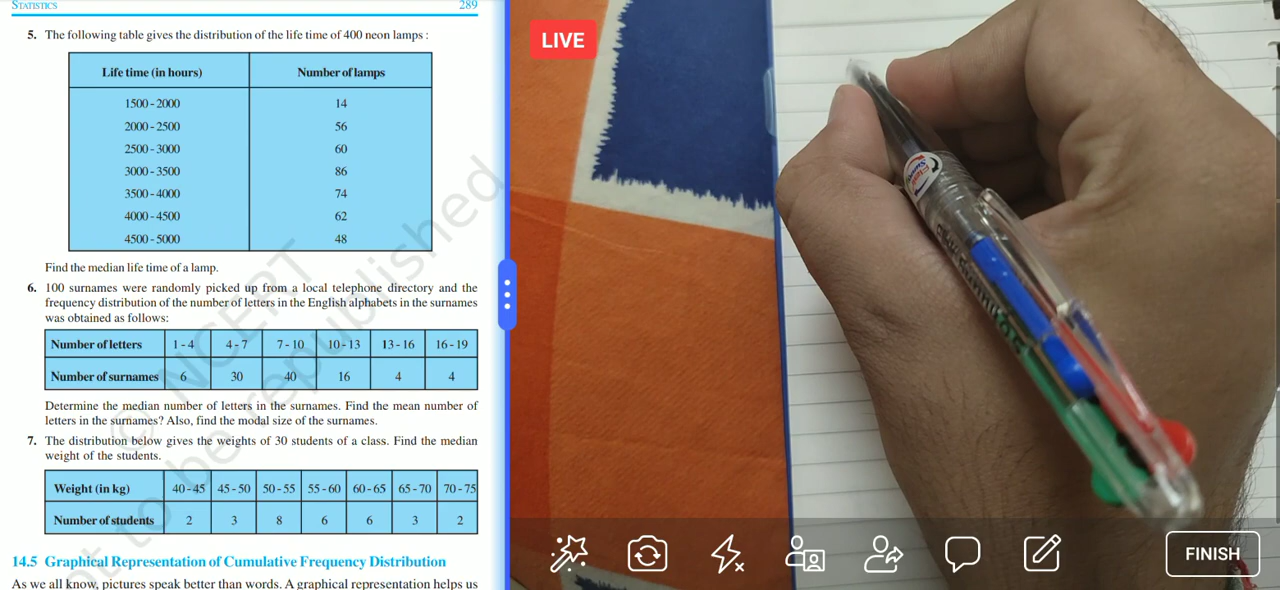 STATISTICS 289
5. The following table gives the distribution of the life time of 400 neon lamps :
Life time (in hours) Number of lamps
1500 - 2000 14
2000 - 2500 56
2500 - 3000 60
3000 - 3500 86
3500 - 4000 74
4000 - 4500 62
4500 - 5000 48
Find the median life time of a lamp.
6. 100 surnames were randomly picked up from a local telephone directory and the
frequency distribution of the number of letters in the English alphabets in the surnames
was obtained as follows:
Number of letters 1 - 4 4 - 7 7 - 10 10 - 13 13 - 16 16 - 19
Number of surnames 6 30 40 16 4 4
Determine the median number of letters in the surnames. Find the mean number of
letters in the surnames? Also, find the modal size of the surnames.
7. The distribution below gives the weights of 30 students of a class. Find the median
weight of the students.
Weight (in kg) 40 - 45 45 - 50 50 - 55 55 - 60 60 - 65 65 - 70 70 - 75
Number of students 2 3 8 6 6 3 2
14.5 Graphical Representation of Cumulative Frequency Distribution
As we all know, pictures speak better than words. A graphical representation helps us
© NCERT
not to be republished
LIVE
FINISH